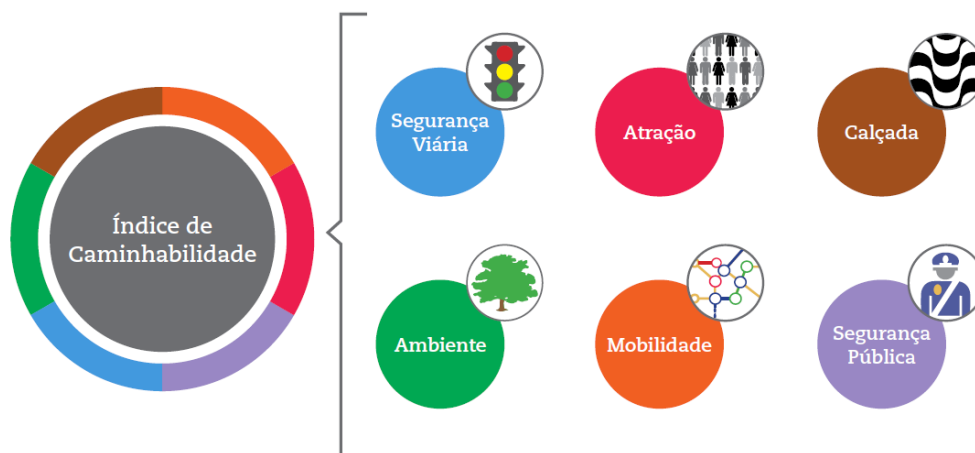 Índice de
Caminhabilidade
Segurança
Viária
Atração
Calçada
Ambiente
Mobilidade
Segurança
Pública